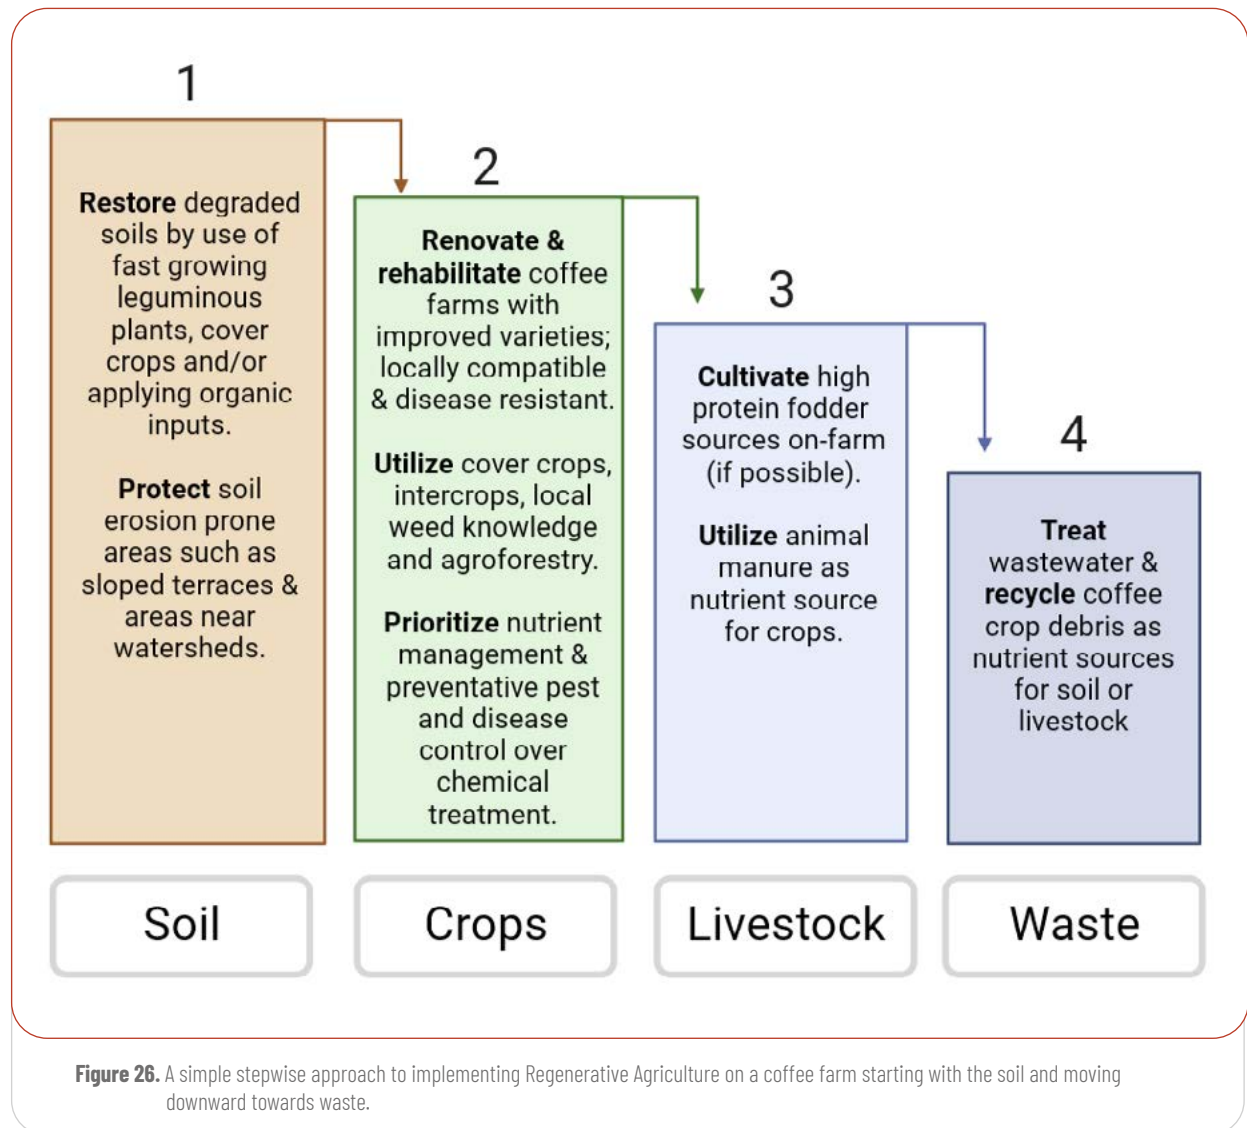 1
Restore degraded
soils by use of
fast growing
leguminous
plants, cover
crops and/or
applying organic
inputs.
Protect soil
erosion prone
areas such as
sloped terraces &
areas near
watersheds.
Soil
2
Renovate &
rehabilitate coffee
farms with
improved varieties;
locally compatible
& disease resistant.
Utilize cover crops,
intercrops, local
weed knowledge
and agroforestry.
Prioritize nutrient
management &
preventative pest
and disease
control over
chemical
treatment.
Crops
3
Cultivate high
protein fodder
sources on-farm
(if possible).
Utilize animal
manure as
nutrient source
for crops.
Livestock
4
Treat
wastewater &
recycle coffee
crop debris as
nutrient sources
for soil or
livestock
Waste
Figure 26. A simple stepwise approach to implementing Regenerative Agriculture on a coffee farm starting with the soil and moving
downward towards waste.